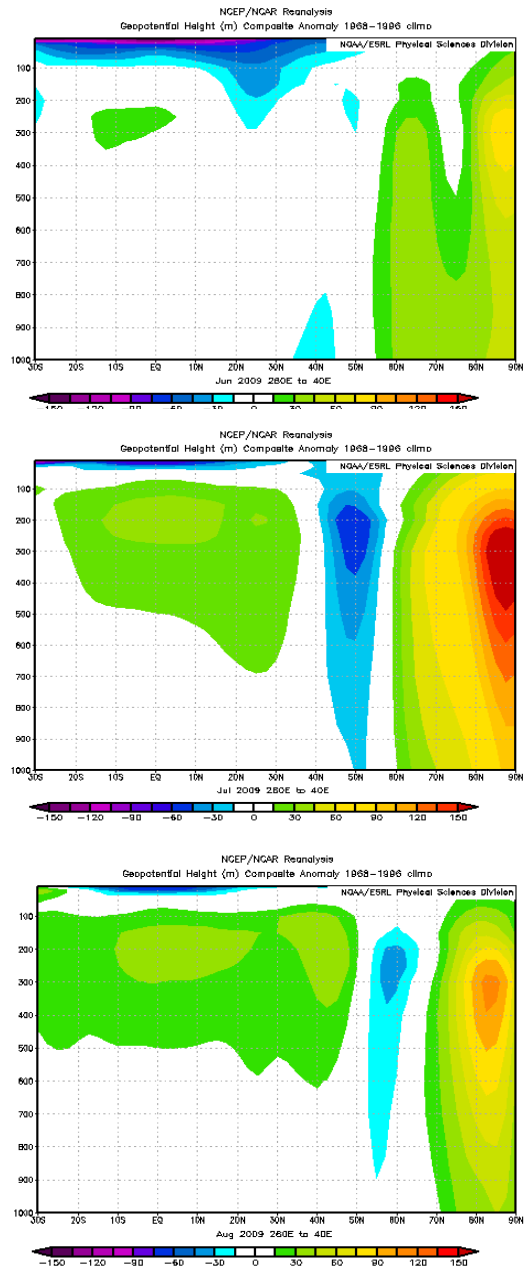 NCEP/NCAR Reanalysis
Geopotential Height (m) Composite Anomaly 1968-1996 climo
NOAA/ESRL Physical Sciences Division
100
200
300
400
500
600
700
800
900
1000
30S 20S 10S EQ 10N 20N 30N 40N 50N 60N 70N 80N 90N
Jun 2009 260E to 40E
-150 -120 -90 -60 -30 0 30 60 90 120 150
NCEP/NCAR Reanalysis
Geopotential Height (m) Composite Anomaly 1968-1996 climo
NOAA/ESRL Physical Sciences Division
100
200
300
400
500
600
700
800
900
1000
30S 20S 10S EQ 10N 20N 30N 40N 50N 60N 70N 80N 90N
Jul 2009 260E to 40E
-150 -120 -90 -60 -30 0 30 60 90 120 150
NCEP/NCAR Reanalysis
Geopotential Height (m) Composite Anomaly 1968-1996 climo
NOAA/ESRL Physical Sciences Division
100
200
300
400
500
600
700
800
900
1000
30S 20S 10S EQ 10N 20N 30N 40N 50N 60N 70N 80N 90N
Aug 2009 260E to 40E
-150 -120 -90 -60 -30 0 30 60 90 120 150